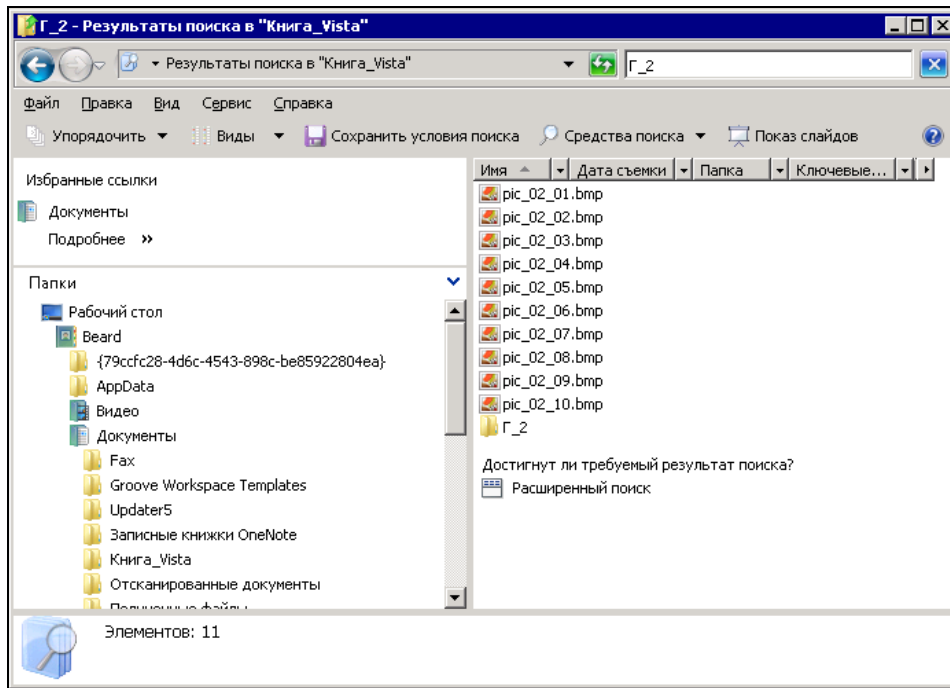 Г_2 - Результаты поиска в "Книга_Vista"
Результаты поиска в "Книга_Vista"
Г_2
Файл Правка Вид Сервис Справка
Упорядочить Виды Сохранить условия поиска Средства поиска Показ слайдов
Избранные ссылки
Документы
Подробнее »
Папки
Рабочий стол
Beard
{79ccfc28-4d6c-4543-898c-be85922804ea}
AppData
Видео
Документы
Fax
Groove Workspace Templates
Updater5
Записные книжки OneNote
Книга_Vista
Отсканированные документы
Имя Дата съемки Папка Ключевые...
pic_02_01.bmp
pic_02_02.bmp
pic_02_03.bmp
pic_02_04.bmp
pic_02_05.bmp
pic_02_06.bmp
pic_02_07.bmp
pic_02_08.bmp
pic_02_09.bmp
pic_02_10.bmp
Г_2
Достигнут ли требуемый результат поиска?
Расширенный поиск
Элементов: 11